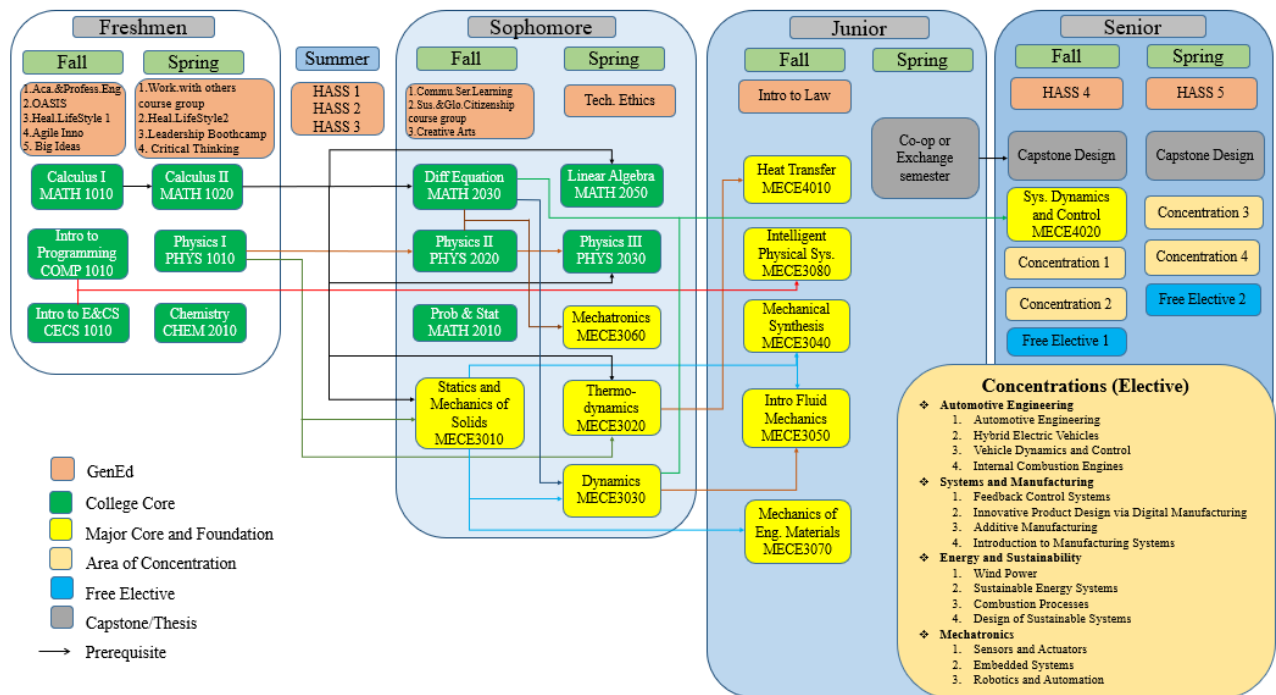 Freshmen
Fall
Spring
1.Aca.&Profess.Eng
2.OASIS
3.Heal.LifeStyle 1
4.Agile Inno
5. Big Ideas
1.Work.with others
course group
2.Heal.LifeStyle2
3.Leadership Boothcamp
4. Critical Thinking
Calculus I
MATH 1010
Calculus II
MATH 1020
Intro to
Programming
COMP 1010
Physics I
PHYS 1010
Intro to E&CS
CECS 1010
Chemistry
CHEM 2010
Summer
HASS 1
HASS 2
HASS 3
Sophomore
Fall
Spring
1.Commu.Ser.Learning
2.Sus.&Glo.Citizenship
course group
3.Creative Arts
Tech. Ethics
Diff Equation
MATH 2030
Linear Algebra
MATH 2050
Physics II
PHYS 2020
Physics III
PHYS 2030
Prob & Stat
MATH 2010
Mechatronics
MECE3060
Statics and
Mechanics of
Solids
MECE3010
Thermo-
dynamics
MECE3020
Dynamics
MECE3030
Junior
Fall
Spring
Intro to Law
Co-op or
Exchange
semester
Heat Transfer
MECE4010
Intelligent
Physical Sys.
MECE3080
Mechanical
Synthesis
MECE3040
Intro Fluid
Mechanics
MECE3050
Mechanics of
Eng. Materials
MECE3070
Senior
Fall
Spring
HASS 4
HASS 5
Capstone Design
Capstone Design
Sys. Dynamics
and Control
MECE4020
Concentration 3
Concentration 1
Concentration 4
Concentration 2
Free Elective 2
Free Elective 1
GenEd
College Core
Major Core and Foundation
Area of Concentration
Free Elective
Capstone/Thesis
Prerequisite
Concentrations (Elective)
❖ Automotive Engineering
1. Automotive Engineering
2. Hybrid Electric Vehicles
3. Vehicle Dynamics and Control
4. Internal Combustion Engines
❖ Systems and Manufacturing
1. Feedback Control Systems
2. Innovative Product Design via Digital Manufacturing
3. Additive Manufacturing
4. Introduction to Manufacturing Systems
❖ Energy and Sustainability
1. Wind Power
2. Sustainable Energy Systems
3. Combustion Processes
4. Design of Sustainable Systems
❖ Mechatronics
1. Sensors and Actuators
2. Embedded Systems
3. Robotics and Automation